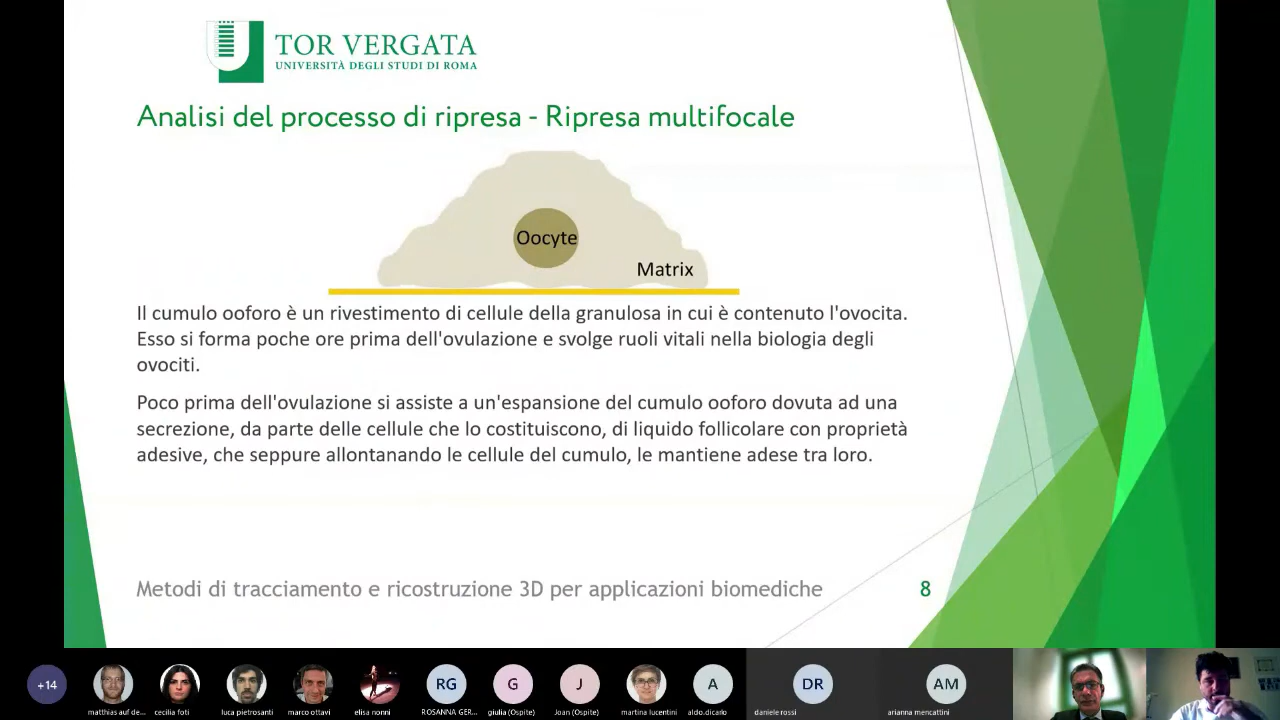 TOR VERGATA
UNIVERSITÀ DEGLI STUDI DI ROMA
Analisi del processo di ripresa - Ripresa multifocale
Oocyte
Matrix
Il cumulo ooforo è un rivestimento di cellule della granulosa in cui è contenuto l'ovocita.
Esso si forma poche ore prima dell'ovulazione e svolge ruoli vitali nella biologia degli
ovociti.
Poco prima dell'ovulazione si assiste a un'espansione del cumulo ooforo dovuta ad una
secrezione, da parte delle cellule che lo costituiscono, di liquido follicolare con proprietà
adesive, che seppure allontanando le cellule del cumulo, le mantiene adese tra loro.
Metodi di tracciamento e ricostruzione 3D per applicazioni biomediche
8
+14
RG
G
J
A
DR
AM
matthias auf de...
cecilia foti
luca pietrosanti
marco ottavi
elisa nonni
ROSANNA GER...
giulia (Ospite)
Joan (Ospite)
martina lucentini
aldo.dicarlo
daniele rossi
arianna mencattini